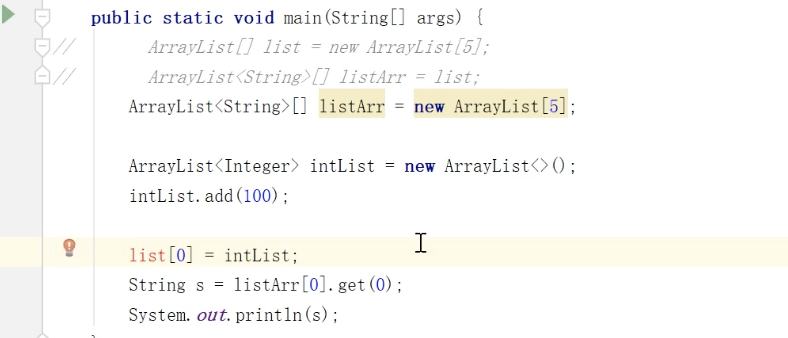 public static void main(String[] args) {
//      ArrayList[] list = new ArrayList[5];
//      ArrayList<String>[] listArr = list;
ArrayList<String>[] listArr = new ArrayList[5];
ArrayList<Integer> intList = new ArrayList<>();
intList.add(100);
list[0] = intList;
String s = listArr[0].get(0);
System.out.println(s);